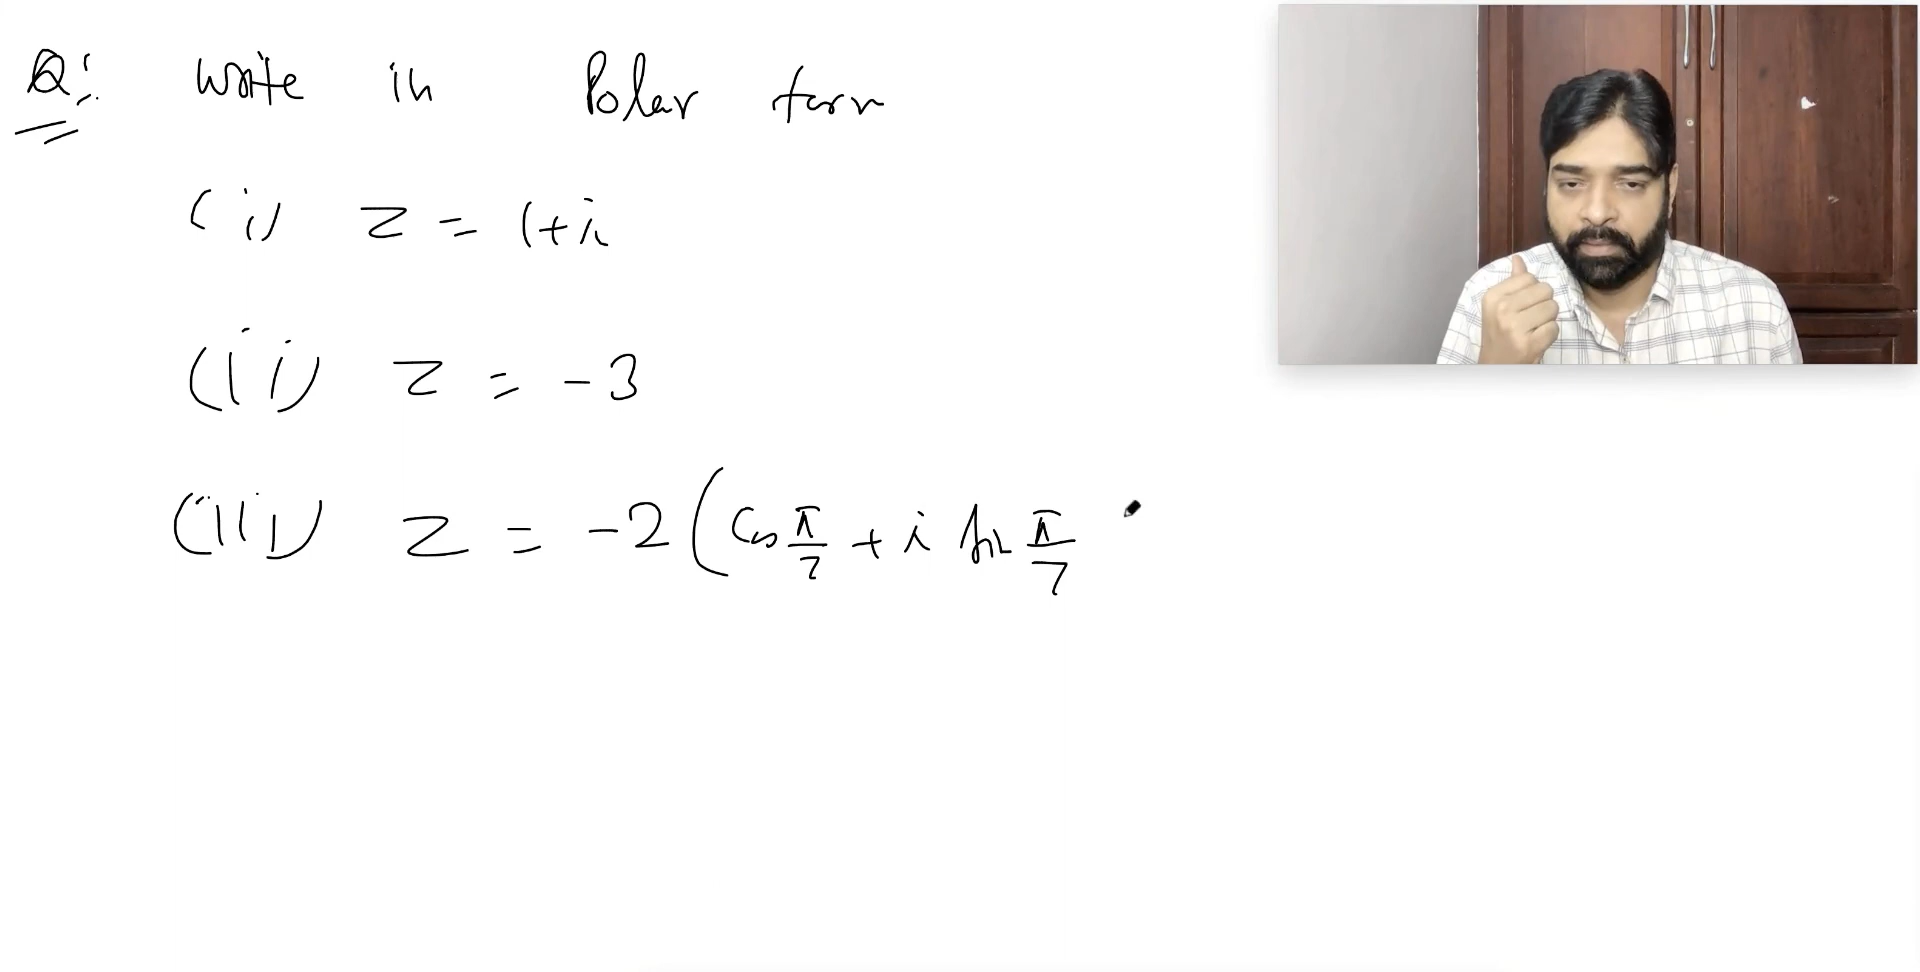 Q: Write in Polar form
(i) z = 1+i
(ii) z = -3
(iii) z = -2 (Cos π/7 + i sin π/7